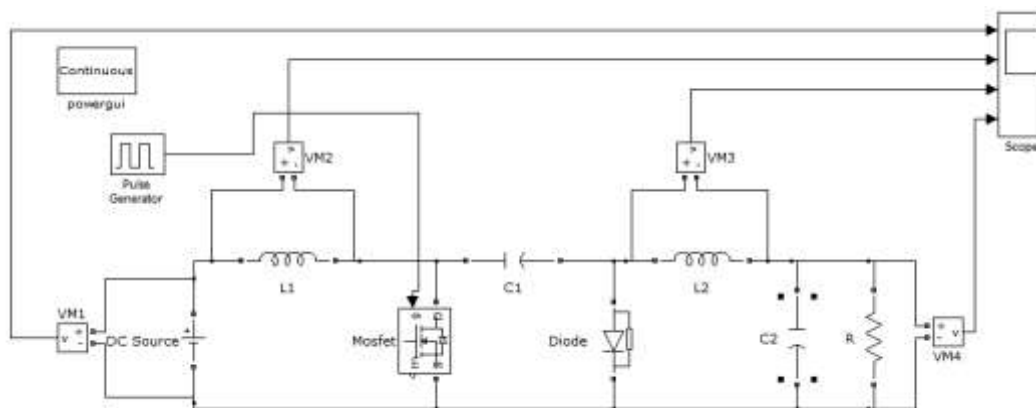 Continuous
powergui
Pulse
Generator
VM2
VM3
Scope
L1
C1
L2
VM1
DC Source
Mosfet
Diode
C2
R
VM4